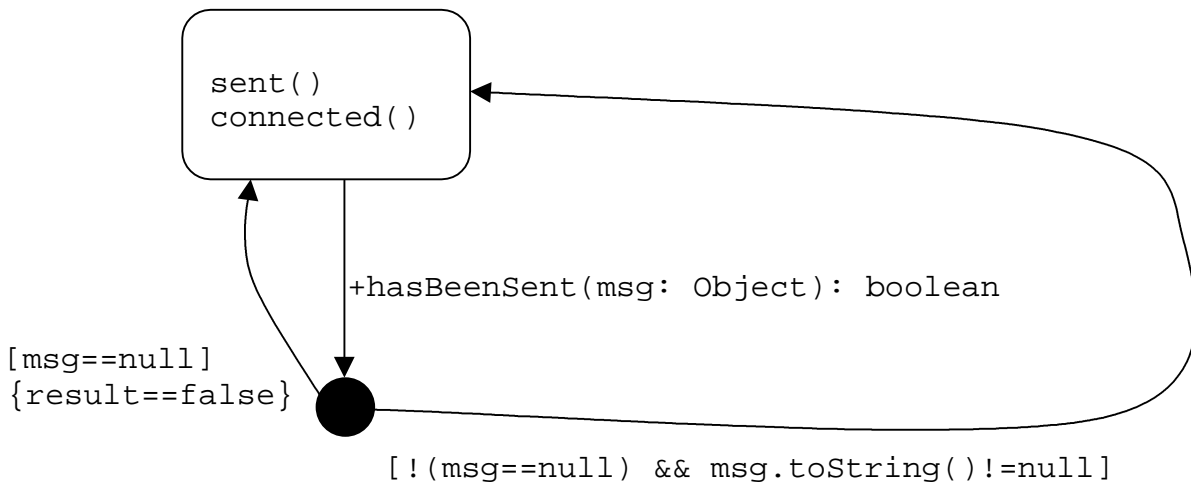 sent()
connected()
+hasBeenSent(msg: Object): boolean
[msg==null]
{result==false}
[!(msg==null) && msg.toString()!=null]